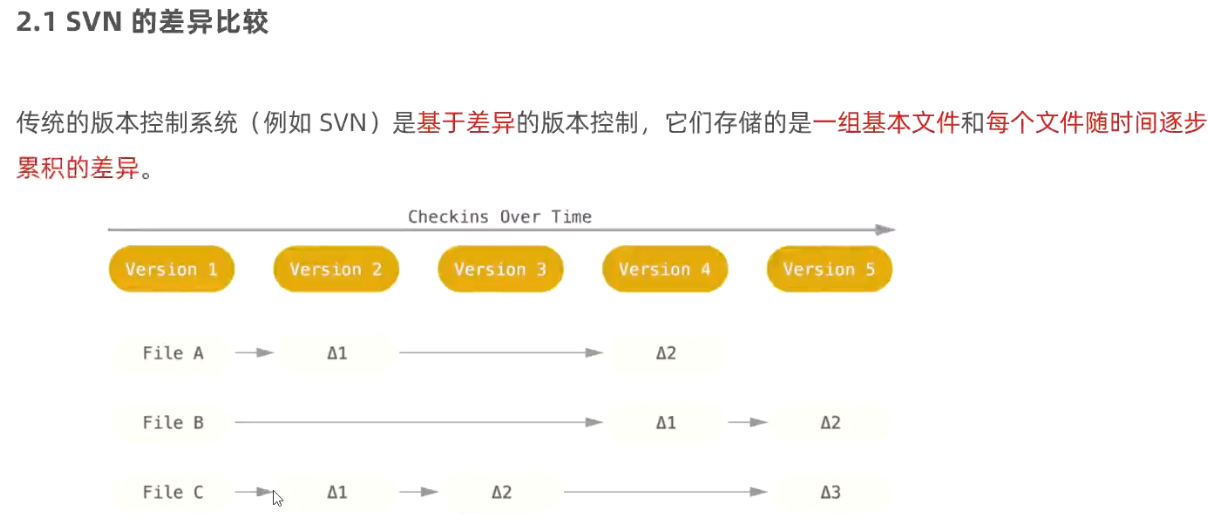 2.1 SVN 的差异比较
传统的版本控制系统（例如 SVN）是基于差异的版本控制，它们存储的是一组基本文件和每个文件随时间逐步
累积的差异。
Checkins Over Time
Version 1 Version 2 Version 3 Version 4 Version 5
File A Δ1 Δ2
File B Δ1 Δ2
File C Δ1 Δ2 Δ3